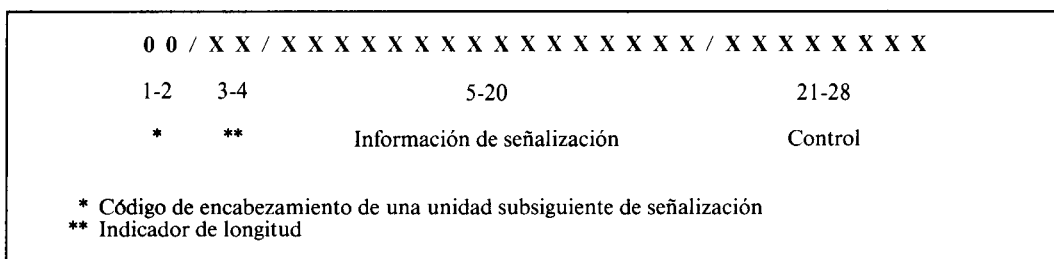 0 0 / X X / X X X X X X X X X X X X X X X X / X X X X X X X X
1-2 3-4 5-20 21-28
* ** Información de señalización Control
* Código de encabezamiento de una unidad subsiguiente de señalización
** Indicador de longitud